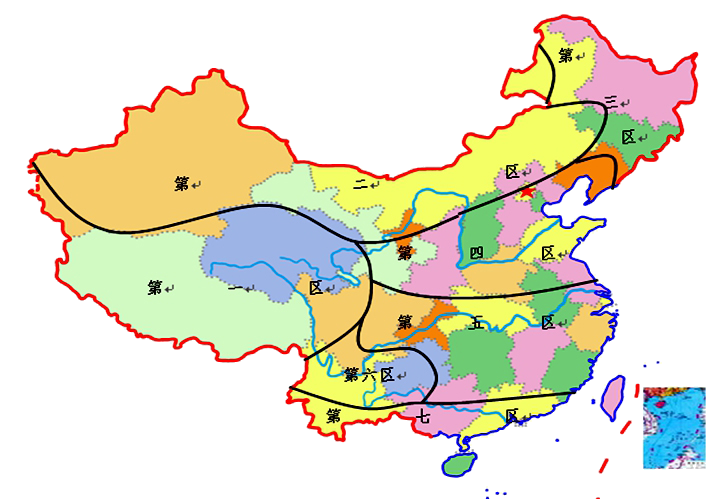 第↵
三↵
区↵
第↵ 二↵ 区↵
第 四 区↵
第↵ 一↵ 区↵
第 五 区↵
第六区↵
第 七 区↵